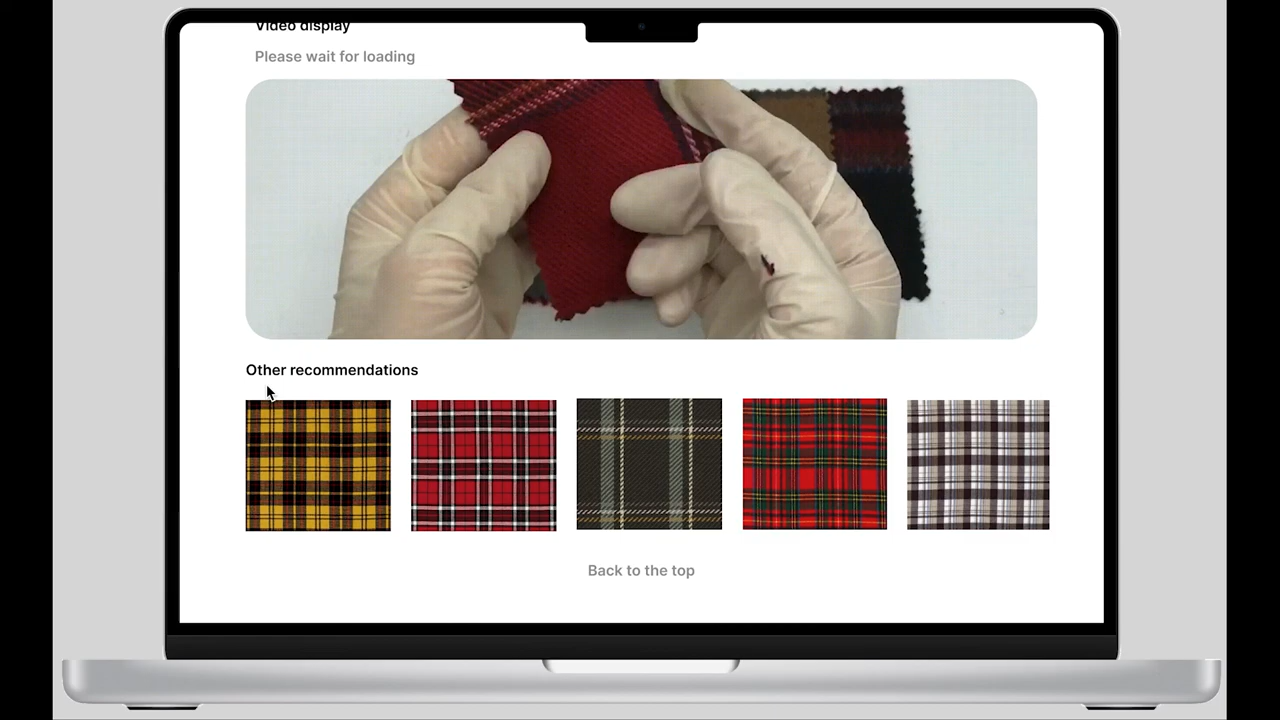 Video display
Please wait for loading
Other recommendations
Back to the top